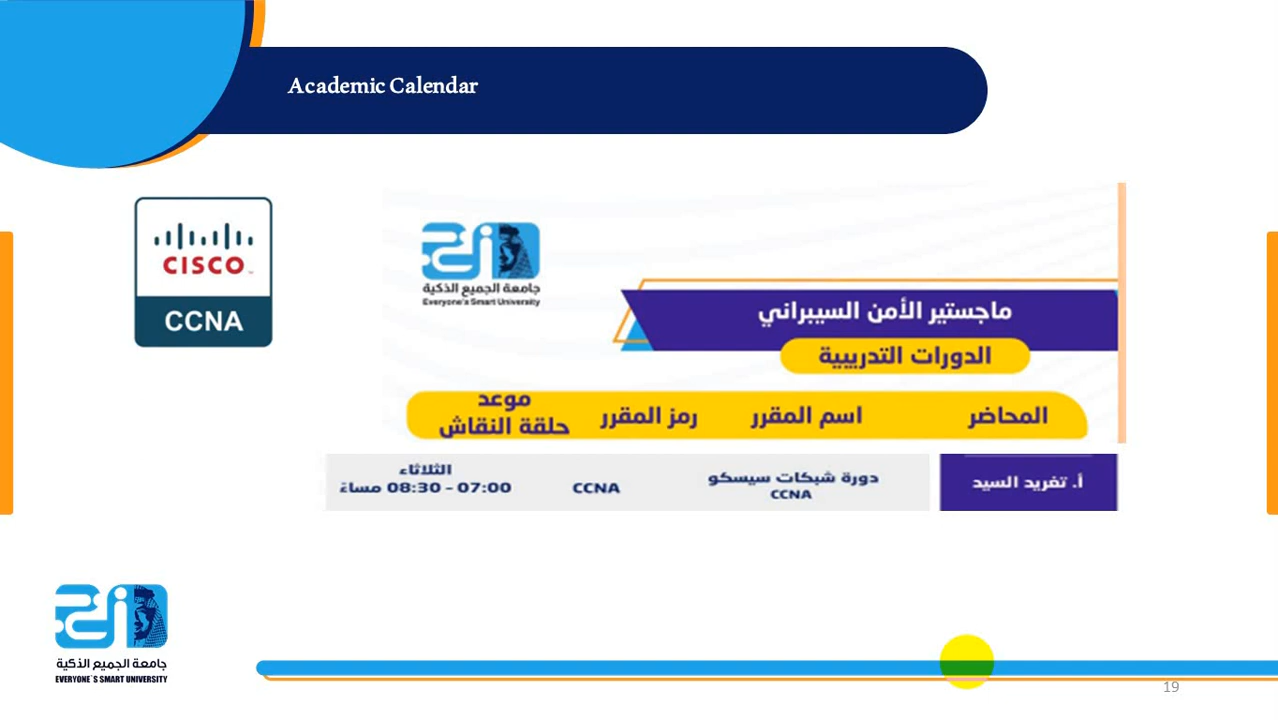 Academic Calendar
CISCO
CCNA
جامعة الجميع الذكية
Everyone's Smart University
ماجستير الأمن السيبراني
الدورات التدريبية
المحاضر
اسم المقرر
رمز المقرر
موعد
حلقة النقاش
أ. تغريد السيد
دورة شبكات سيسكو
CCNA
CCNA
الثلاثاء
07:00 - 08:30 مساءً
جامعة الجميع الذكية
EVERYONE`S SMART UNIVERSITY
19